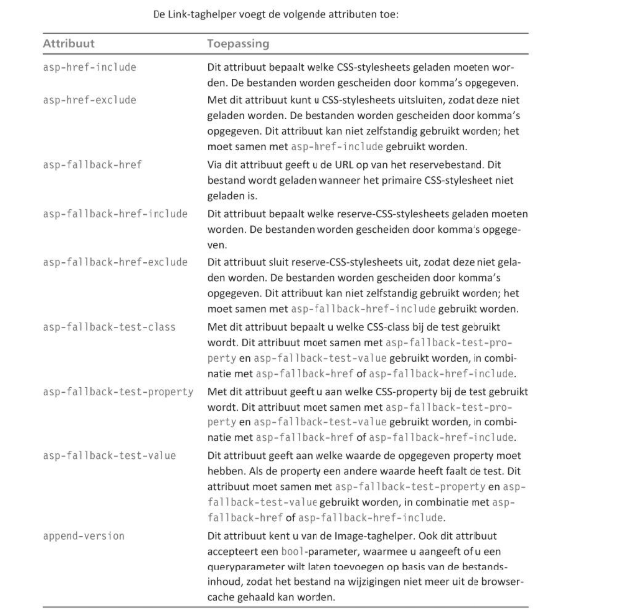 De Link-taghelper voegt de volgende attributen toe:
Attribuut Toepassing
asp-href-include Dit attribuut bepaalt welke CSS-stylesheets geladen moeten wor-
den. De bestanden worden gescheiden door komma's opgegeven.
asp-href-exclude Met dit attribuut kunt u CSS-stylesheets uitsluiten, zodat deze niet
geladen worden. De bestanden worden gescheiden door komma's
opgegeven. Dit attribuut kan niet zelfstandig gebruikt worden; het
moet samen met asp-href-include gebruikt worden.
asp-fallback-href Via dit attribuut geeft u de URL op van het reservebestand. Dit
bestand wordt geladen wanneer het primaire CSS-stylesheet niet
geladen is.
asp-fallback-href-include Dit attribuut bepaalt welke reserve-CSS-stylesheets geladen moeten
worden. De bestanden worden gescheiden door komma's opgege-
ven.
asp-fallback-href-exclude Dit attribuut sluit reserve-CSS-stylesheets uit, zodat deze niet gela-
den worden. De bestanden worden gescheiden door komma's
opgegeven. Dit attribuut kan niet zelfstandig gebruikt worden; het
moet samen met asp-fallback-href-include gebruikt worden.
asp-fallback-test-class Met dit attribuut bepaalt u welke CSS-class bij de test gebruikt
wordt. Dit attribuut moet samen met asp-fallback-test-pro-
perty en asp-fallback-test-value gebruikt worden, in combi-
natie met asp-fallback-href of asp-fallback-href-include.
asp-fallback-test-property Met dit attribuut geeft u aan welke CSS-property bij de test gebruikt
wordt. Dit attribuut moet samen met asp-fallback-test-pro-
perty en asp-fallback-test-value gebruikt worden, in combi-
natie met asp-fallback-href of asp-fallback-href-include.
asp-fallback-test-value Dit attribuut geeft aan welke waarde de opgegeven property moet
hebben. Als de property een andere waarde heeft faalt de test. Dit
attribuut moet samen met asp-fallback-test-property en asp-
fallback-test-value gebruikt worden, in combinatie met asp-
fallback-href of asp-fallback-href-include.
append-version Dit attribuut kent u van de Image-taghelper. Ook dit attribuut
accepteert een bool-parameter, waarmee u aangeeft of u een
queryparameter wilt laten toevoegen op basis van de bestands-
inhoud, zodat het bestand na wijzigingen niet meer uit de browser-
cache gehaald kan worden.